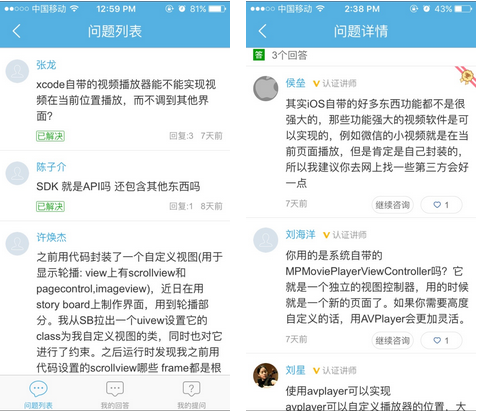 中国移动 12:59 PM 81%
问题列表
张龙
xcode自带的视频播放器能不能实现视
频在当前位置播放，而不调到其他界
面?
已解决 回复:3 7天前
陈子介
SDK 就是API吗 还包含其他东西吗
已解决 回复:1 8天前
许焕杰
之前用代码封装了一个自定义视图(用于
显示轮播: view上有scrollview和
pagecontrol,imageview)，近日在用
story board上制作界面，用到轮播部
分。我从SB拉出一个uivew设置它的
class为我自定义视图的类，同时也对它
进行了约束。之后运行时发现我之前用
代码设置的scrollview哪些 frame都是根
问题列表 我的回答 我的提问
中国移动 2:38 PM 43%
问题详情
答 3个回答
侯垒 认证讲师
其实iOS自带的好多东西功能都不是很
强大的，那些功能强大的视频软件是可
以实现的，例如微信的小视频就是在当
前页面播放，但是肯定是自己封装的，
所以我建议你去网上找一些第三方会好
一点
7天前 继续咨询 1
刘海洋 认证讲师
你用的是系统自带的
MPMoviePlayerViewController吗？它
就是一个独立的视图控制器，用的时候
就是一个新的页面了。如果你需要高度
自定义的话，用AVPlayer会更加灵活。
7天前 继续咨询 1
刘星 认证讲师
使用avplayer可以实现
avplayer可以自定义播放器的位置，大